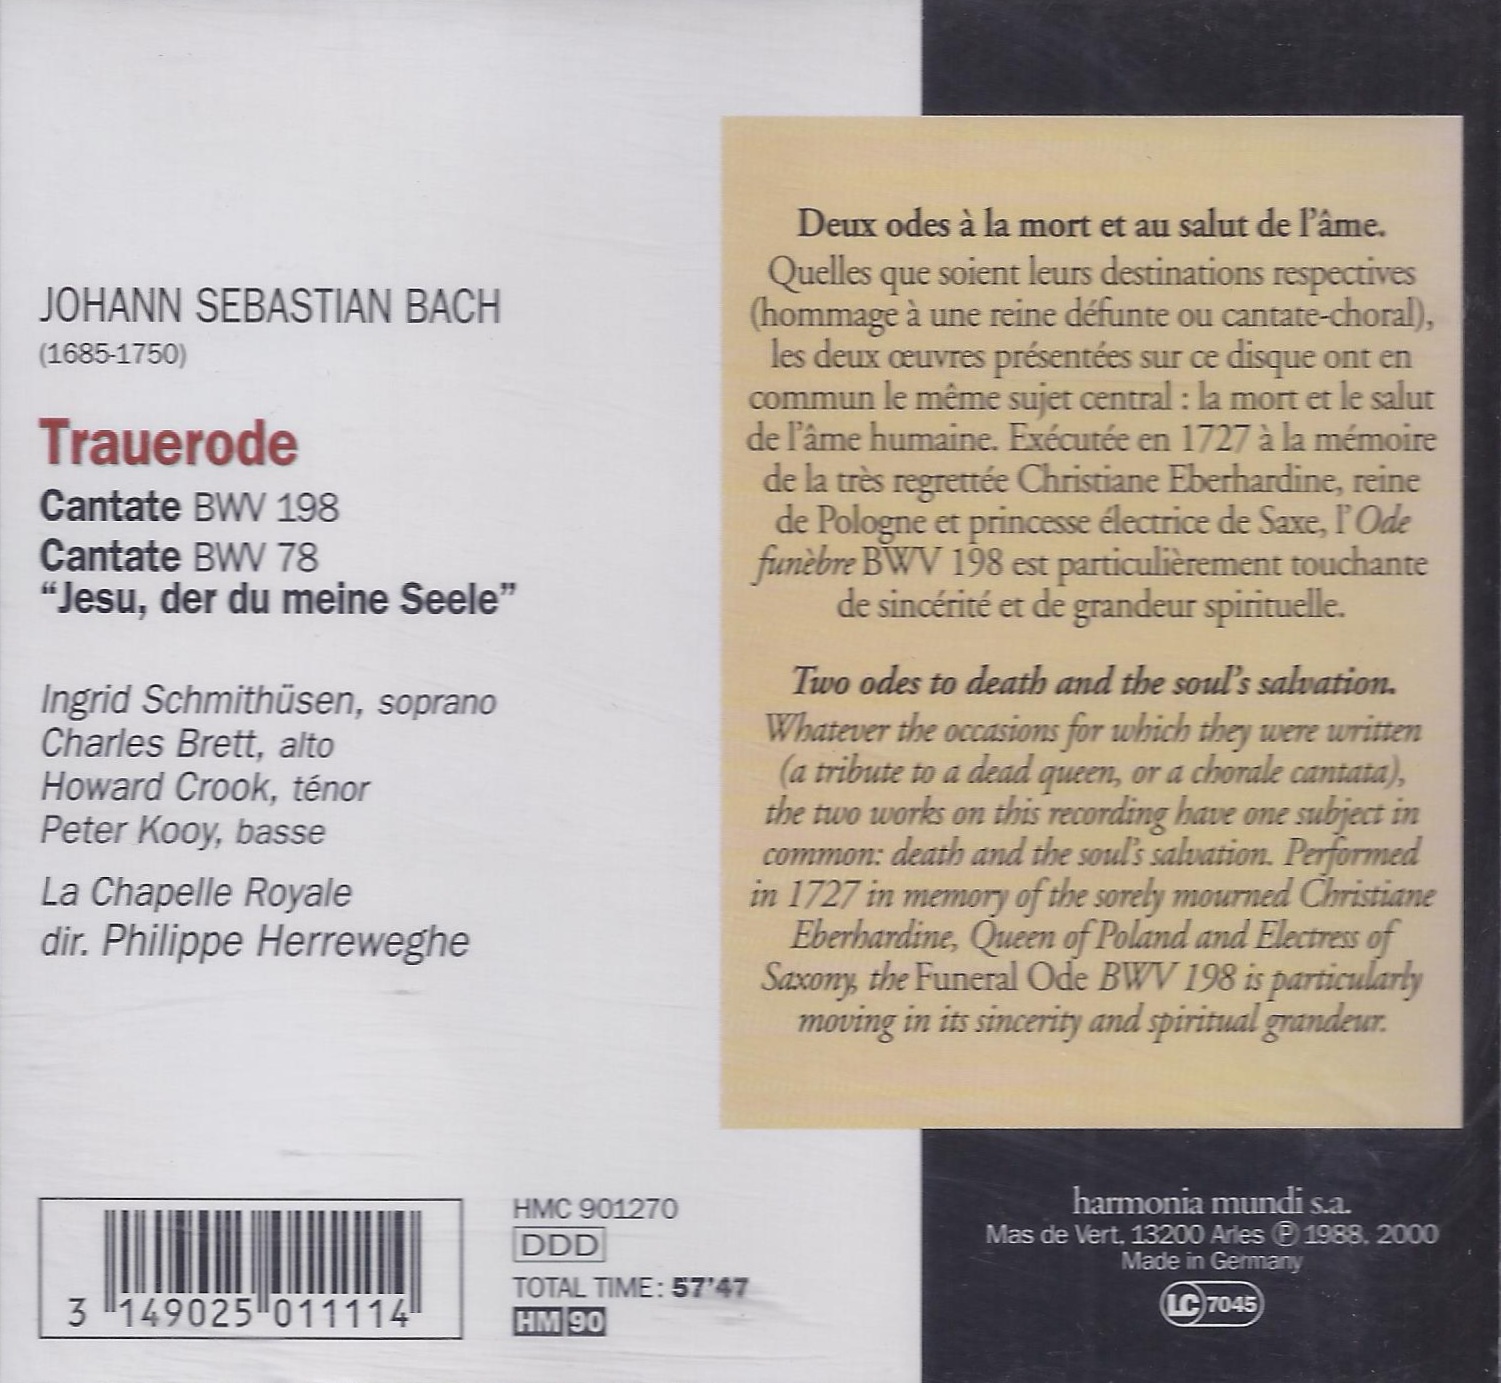 JOHANN SEBASTIAN BACH
(1685-1750)
Trauerode
Cantate BWV 198
Cantate BWV 78
“Jesu, der du meine Seele”
Ingrid Schmithüsen, soprano
Charles Brett, alto
Howard Crook, ténor
Peter Kooy, basse
La Chapelle Royale
dir. Philippe Herreweghe
Deux odes à la mort et au salut de l’âme.
Quelles que soient leurs destinations respectives
(hommage à une reine défunte ou cantate-choral),
les deux œuvres présentées sur ce disque ont en
commun le même sujet central : la mort et le salut
de l’âme humaine. Exécutée en 1727 à la mémoire
de la très regrettée Christiane Eberhardine, reine
de Pologne et princesse électrice de Saxe, l’Ode
funèbre BWV 198 est particulièrement touchante
de sincérité et de grandeur spirituelle.
Two odes to death and the soul’s salvation.
Whatever the occasions for which they were written
(a tribute to a dead queen, or a chorale cantata),
the two works on this recording have one subject in
common: death and the soul’s salvation. Performed
in 1727 in memory of the sorely mourned Christiane
Eberhardine, Queen of Poland and Electress of
Saxony, the Funeral Ode BWV 198 is particularly
moving in its sincerity and spiritual grandeur.
3 149025 011114
HMC 901270
DDD
TOTAL TIME: 57’47
HM 90
harmonia mundi s.a.
Mas de Vert, 13200 Arles ℗ 1988, 2000
Made in Germany
LC 7045